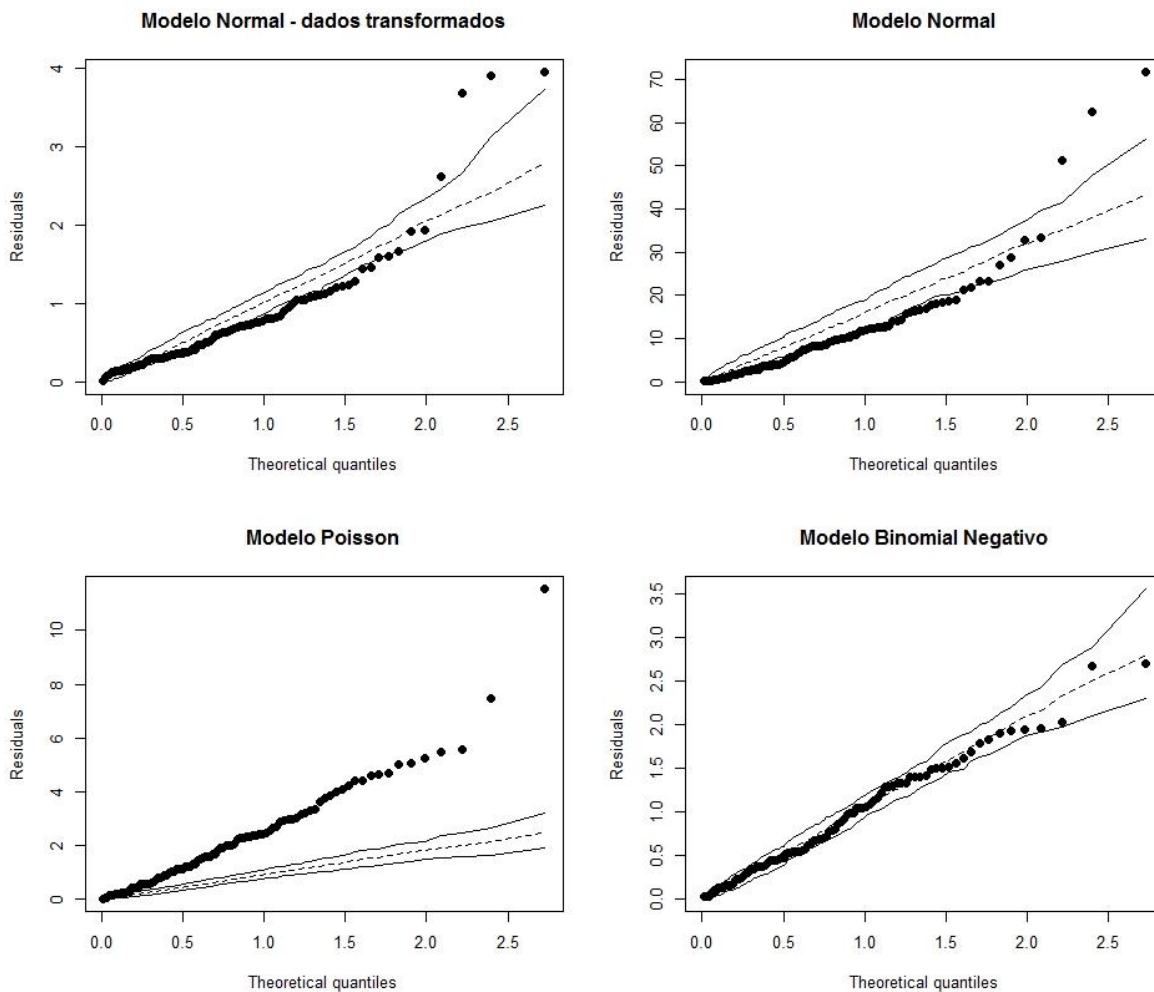 Modelo Normal - dados transformados
Residuals
4
3
2
1
0
0.0 0.5 1.0 1.5 2.0 2.5
Theoretical quantiles
Modelo Normal
Residuals
70
60
50
40
30
20
10
0
0.0 0.5 1.0 1.5 2.0 2.5
Theoretical quantiles
Modelo Poisson
Residuals
10
8
6
4
2
0
0.0 0.5 1.0 1.5 2.0 2.5
Theoretical quantiles
Modelo Binomial Negativo
Residuals
3.5
3.0
2.5
2.0
1.5
1.0
0.5
0.0
0.0 0.5 1.0 1.5 2.0 2.5
Theoretical quantiles